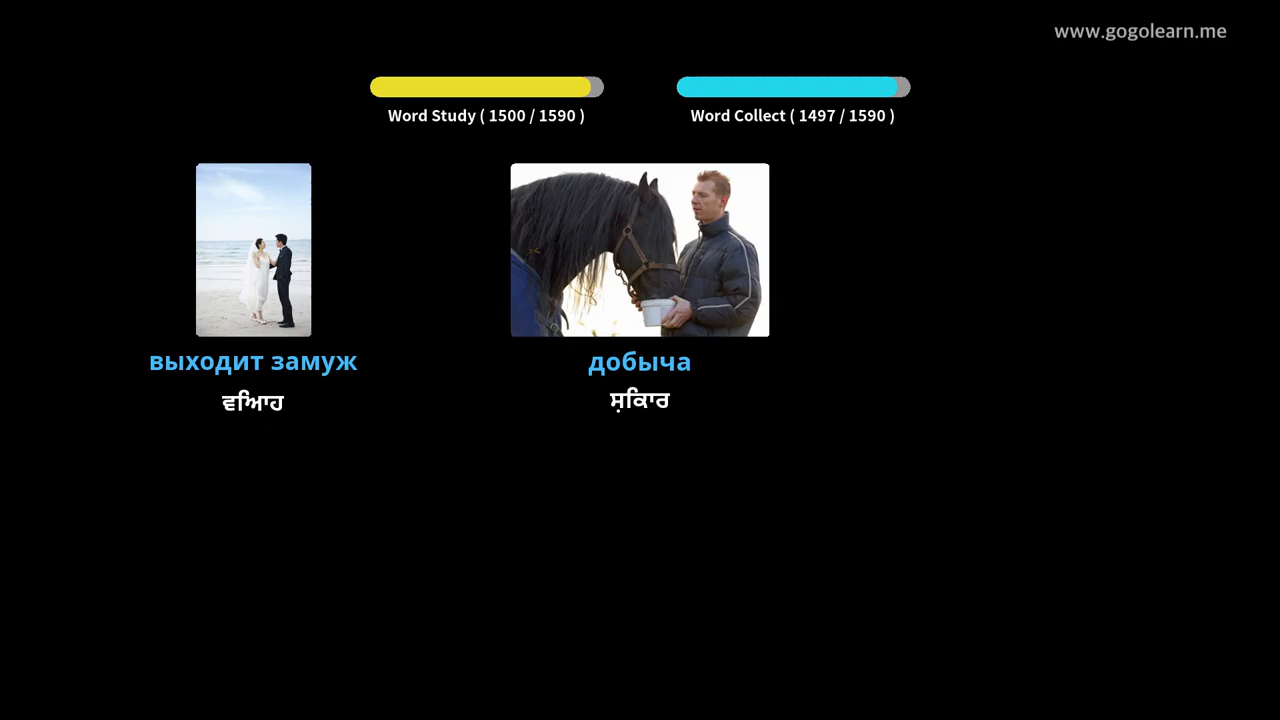 www.gogolearn.me
Word Study ( 1500 / 1590 )
Word Collect ( 1497 / 1590 )
выходит замуж
ਵਿਆਹ
добыча
ਸ਼ਿਕਾਰ